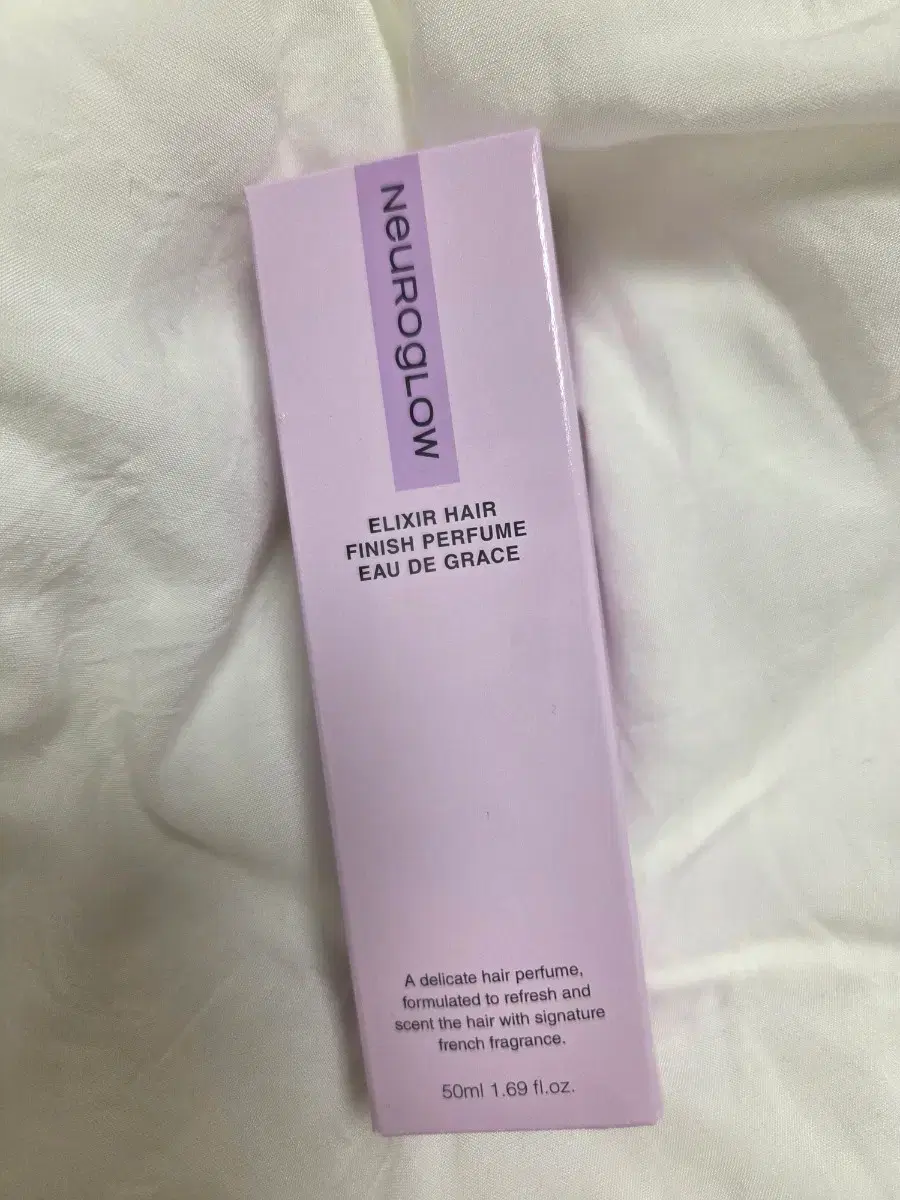 NeuRogLow
ELIXIR HAIR
FINISH PERFUME
EAU DE GRACE
A delicate hair perfume,
formulated to refresh and
scent the hair with signature
french fragrance.
50ml 1.69 fl.oz.